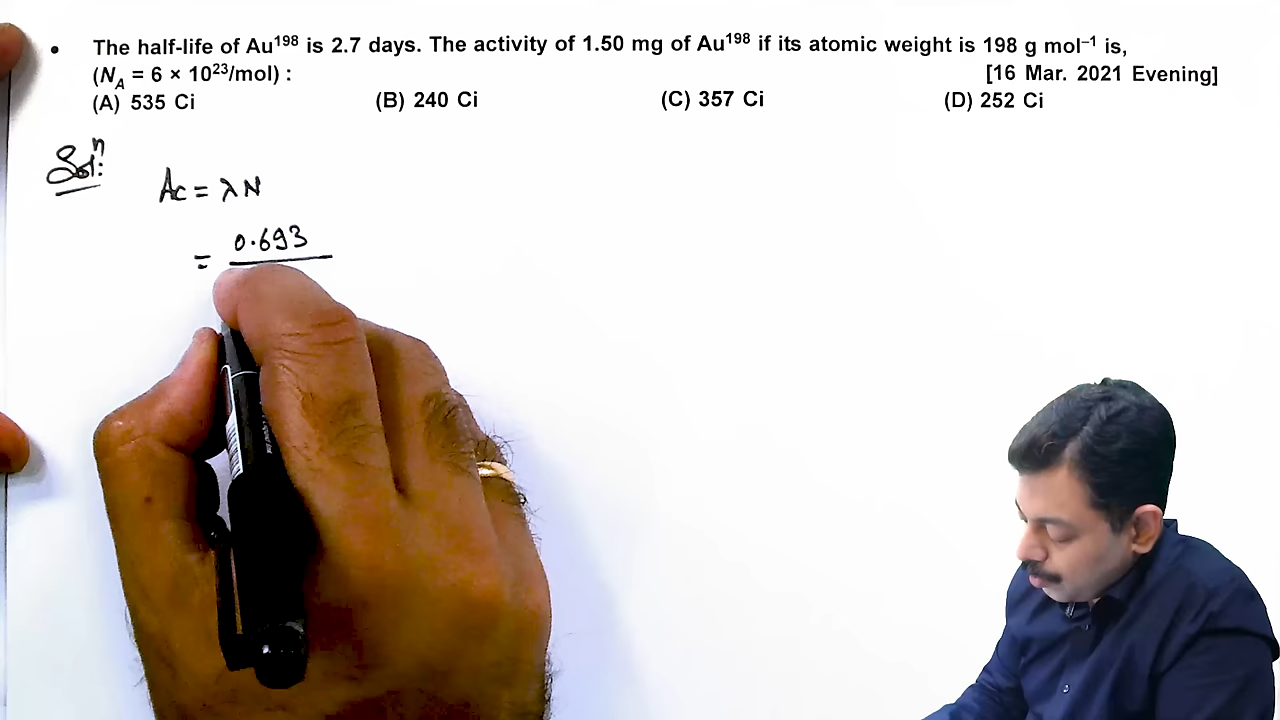 • The half-life of Au¹⁹⁸ is 2.7 days. The activity of 1.50 mg of Au¹⁹⁸ if its atomic weight is 198 g mol⁻¹ is,
(N_A = 6 × 10²³/mol) : [16 Mar. 2021 Evening]
(A) 535 Ci (B) 240 Ci (C) 357 Ci (D) 252 Ci
Solⁿ:
Ac = λN
= 0.693